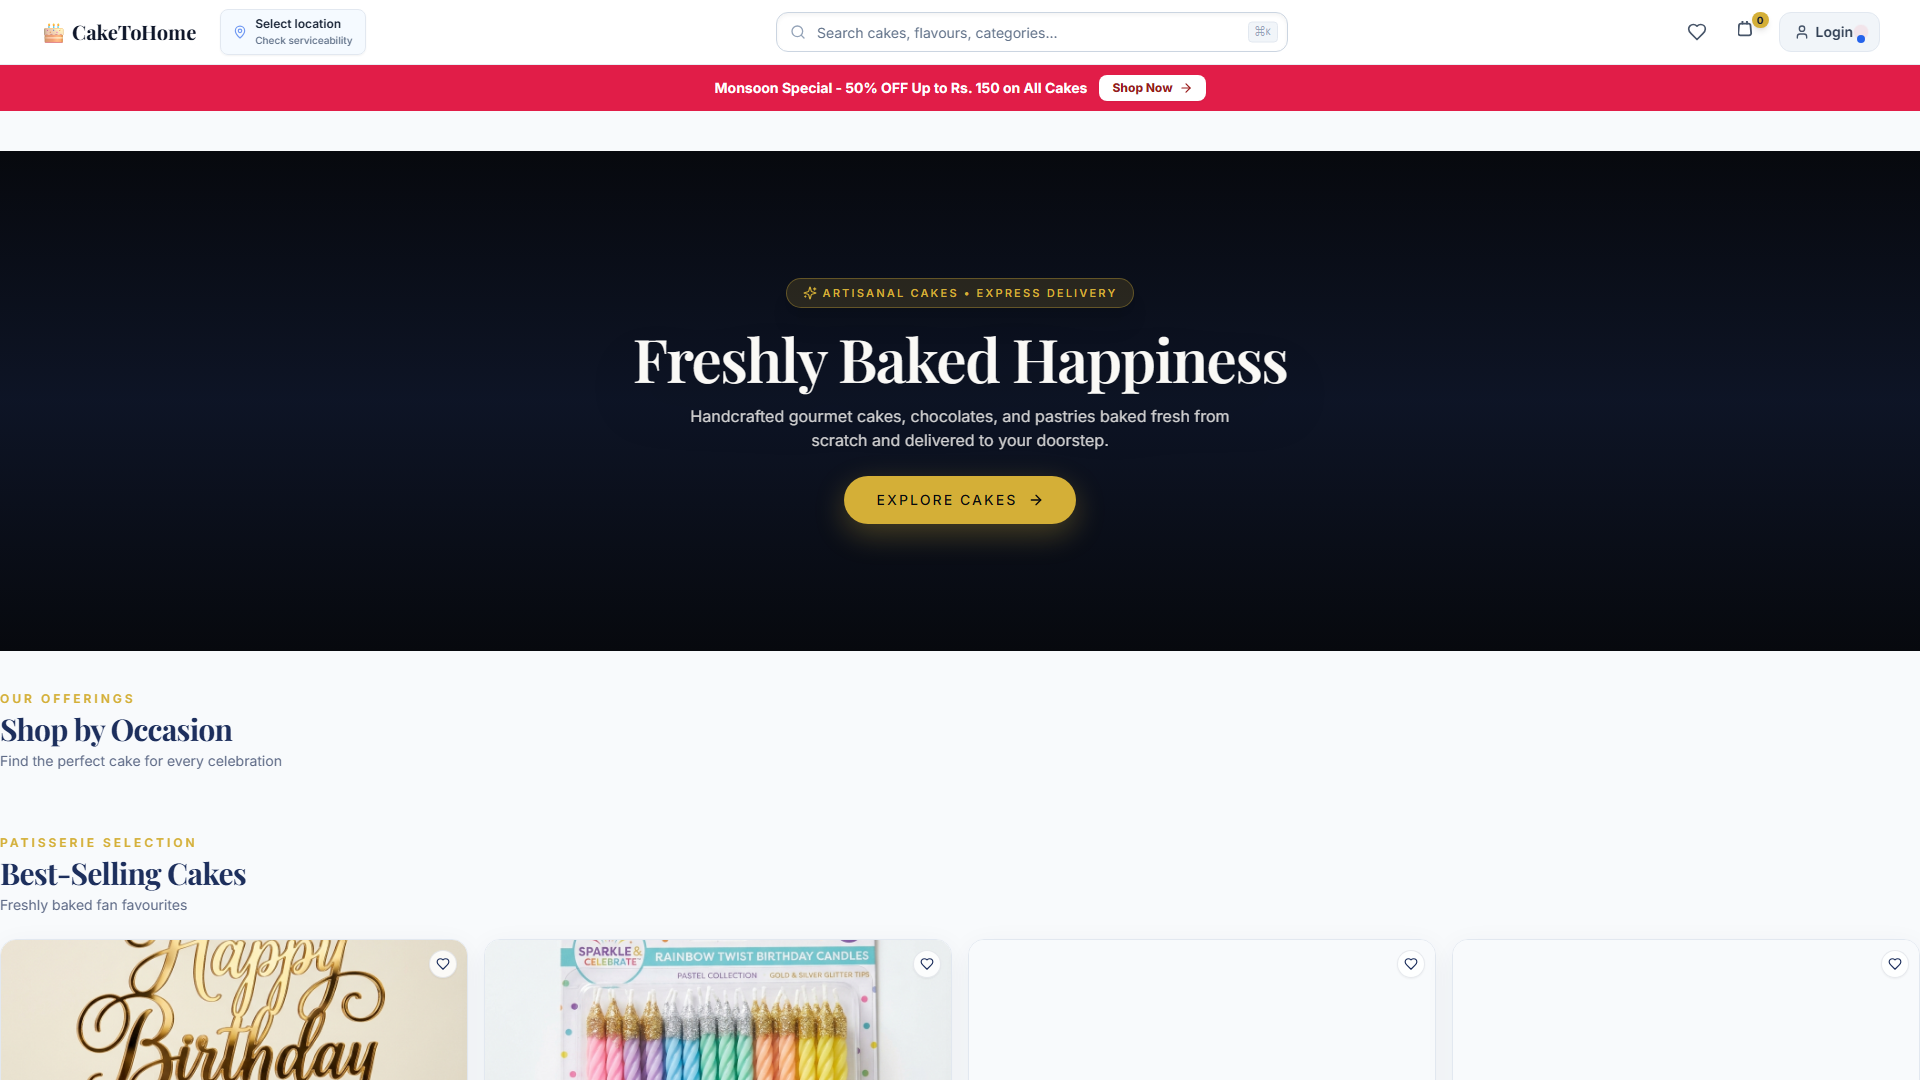 CakeToHome
Select location
Check serviceability
Search cakes, flavours, categories...
⌘K
0
Login
Monsoon Special - 50% OFF Up to Rs. 150 on All Cakes
Shop Now
ARTISANAL CAKES • EXPRESS DELIVERY
Freshly Baked Happiness
Handcrafted gourmet cakes, chocolates, and pastries baked fresh from
scratch and delivered to your doorstep.
EXPLORE CAKES
OUR OFFERINGS
Shop by Occasion
Find the perfect cake for every celebration
PATISSERIE SELECTION
Best-Selling Cakes
Freshly baked fan favourites
Happy
Birthday
SPARKLE &
CELEBRATE
RAINBOW TWIST BIRTHDAY CANDLES
PASTEL COLLECTION
GOLD & SILVER GLITTER TIPS